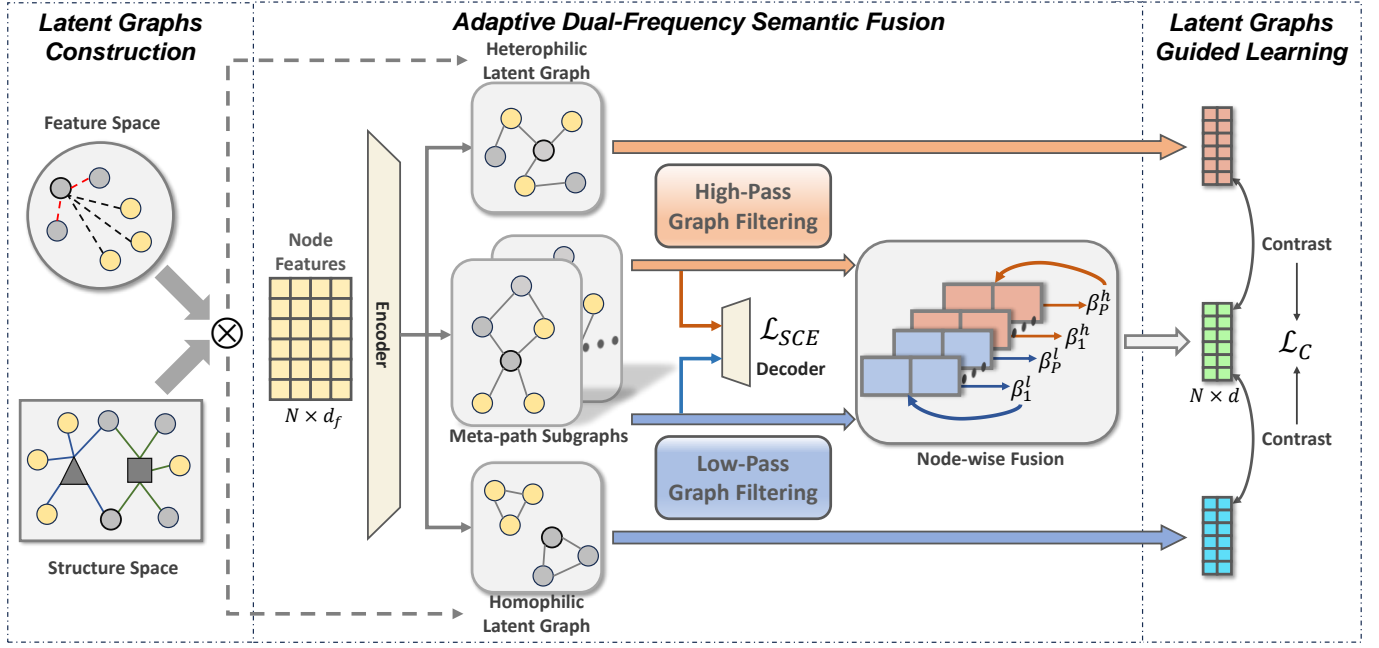 Latent Graphs
Construction
Adaptive Dual-Frequency Semantic Fusion
Latent Graphs
Guided Learning
Feature Space
Structure Space
Node
Features
N × d_f
Encoder
Heterophilic
Latent Graph
Meta-path Subgraphs
Homophilic
Latent Graph
High-Pass
Graph Filtering
ℒ_SCE
Decoder
Low-Pass
Graph Filtering
β_P^h
β_1^h
β_P^l
β_1^l
Node-wise Fusion
N × d
Contrast
ℒ_C
Contrast